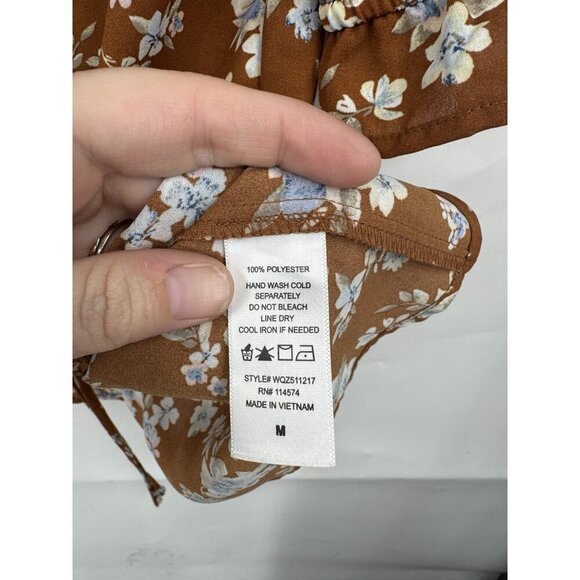 100% POLYESTER
HAND WASH COLD
SEPARATELY
DO NOT BLEACH
LINE DRY
COOL IRON IF NEEDED
STYLE# WQZ511217
RN# 114574
MADE IN VIETNAM
M